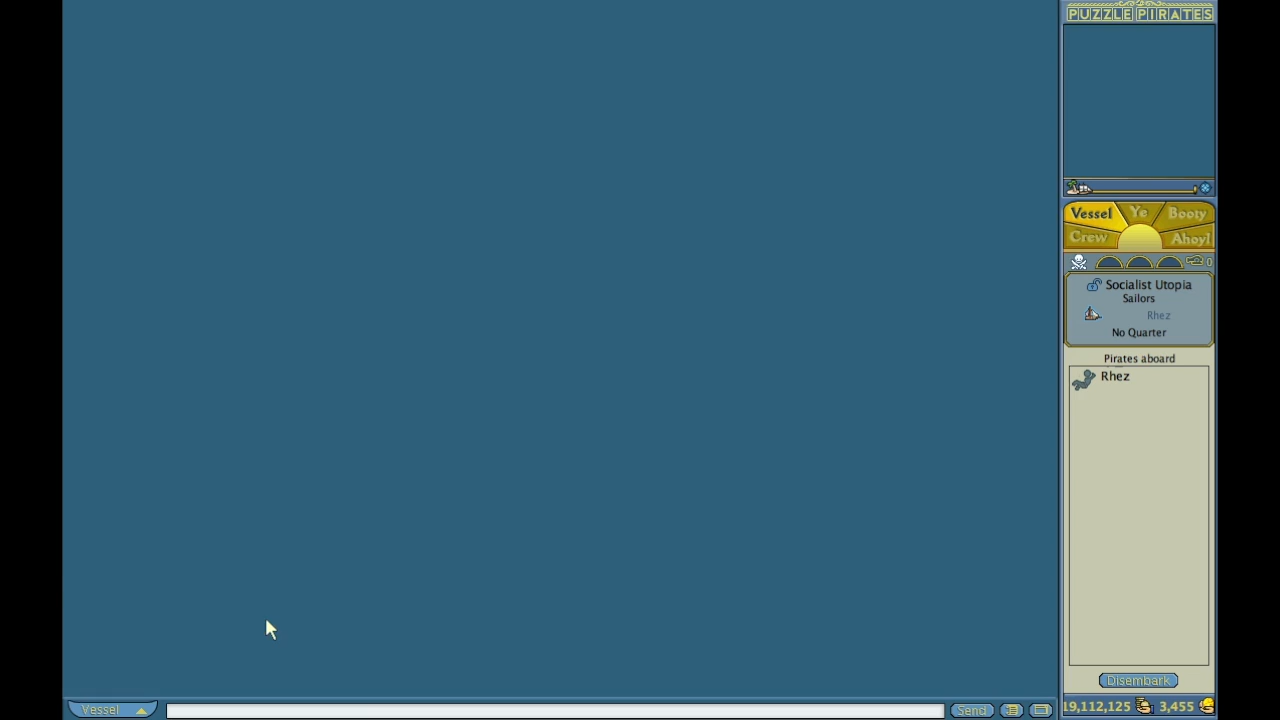 PUZZLE PIRATES
Vessel
Ye
Booty
Crew
Ahoy!
0
Socialist Utopia
Sailors
Rhez
No Quarter
Pirates aboard
Rhez
Disembark
Vessel
Send
19,112,125
3,455